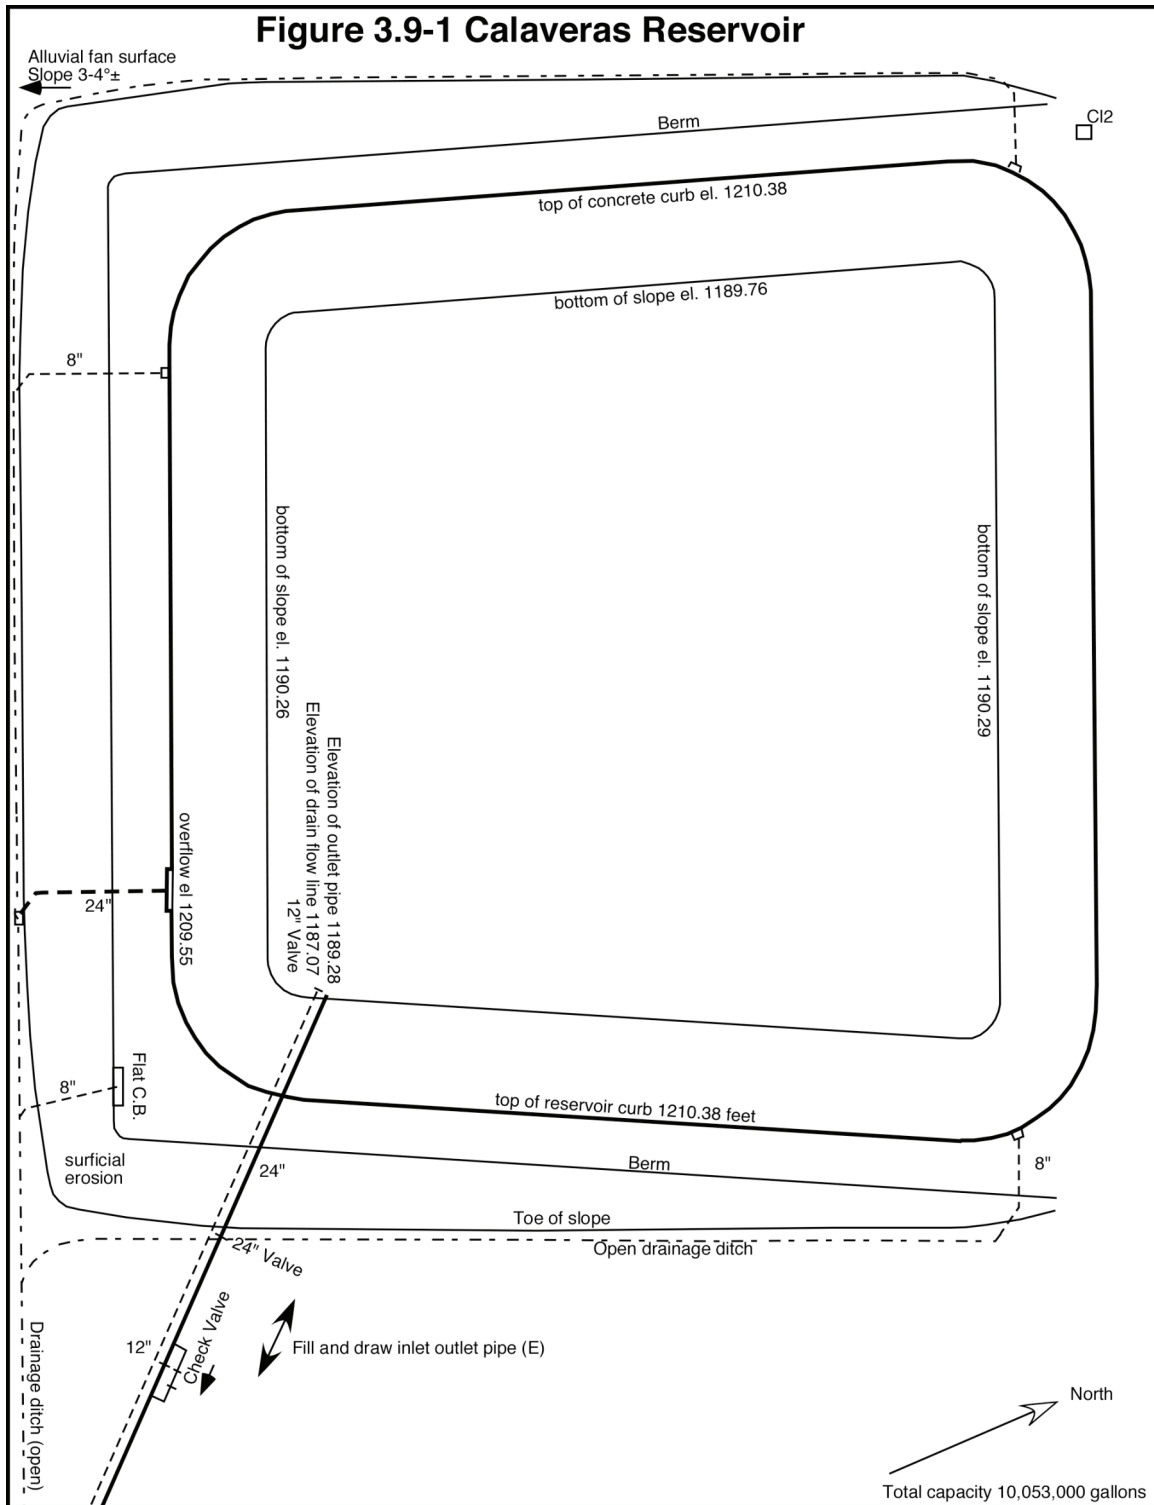 Figure 3.9-1 Calaveras Reservoir
Alluvial fan surface
Slope 3-4°±
Berm
Cl2
top of concrete curb el. 1210.38
bottom of slope el. 1189.76
8"
bottom of slope el. 1190.26
bottom of slope el. 1190.29
Elevation of outlet pipe 1189.28
Elevation of drain flow line 1187.07
12" Valve
overflow el 1209.55
24"
Flat C.B.
8"
top of reservoir curb 1210.38 feet
surficial
erosion
24"
Berm
8"
Toe of slope
Open drainage ditch
24" Valve
Check Valve
12"
Fill and draw inlet outlet pipe (E)
Drainage ditch (open)
North
Total capacity 10,053,000 gallons